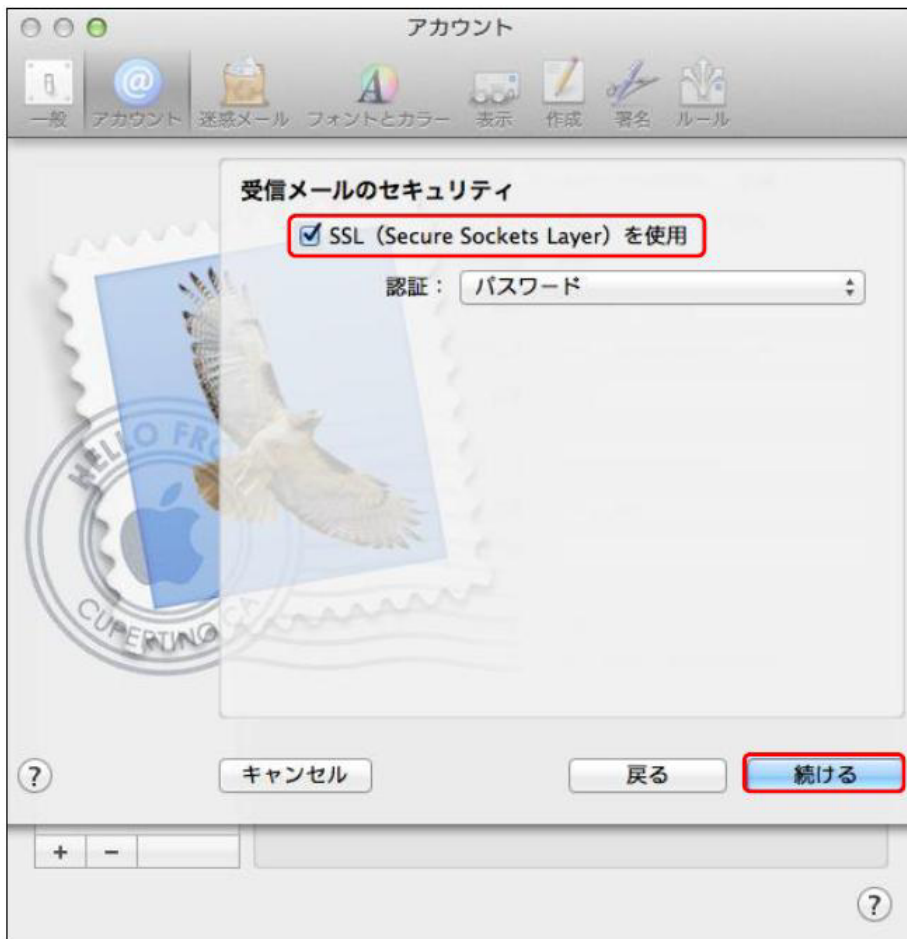 アカウント
一般 アカウント 迷惑メール フォントとカラー 表示 作成 署名 ルール
受信メールのセキュリティ
SSL（Secure Sockets Layer）を使用
認証： パスワード
HELLO FRO
CUPERTINO CA
? キャンセル 戻る 続ける
+ −
?